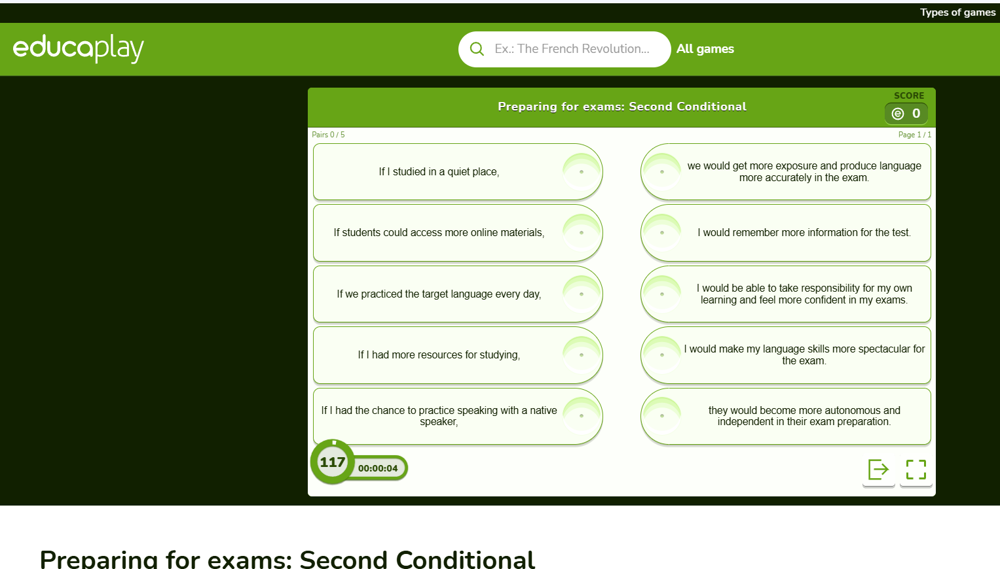 Types of games
educaplay
Ex.: The French Revolution...
All games
Preparing for exams: Second Conditional
SCORE
0
Pairs 0 / 5
Page 1 / 1
If I studied in a quiet place,
we would get more exposure and produce language
more accurately in the exam.
If students could access more online materials,
I would remember more information for the test.
If we practiced the target language every day,
I would be able to take responsibility for my own
learning and feel more confident in my exams.
If I had more resources for studying,
I would make my language skills more spectacular for
the exam.
If I had the chance to practice speaking with a native
speaker,
they would become more autonomous and
independent in their exam preparation.
117
00:00:04
Preparing for exams: Second Conditional